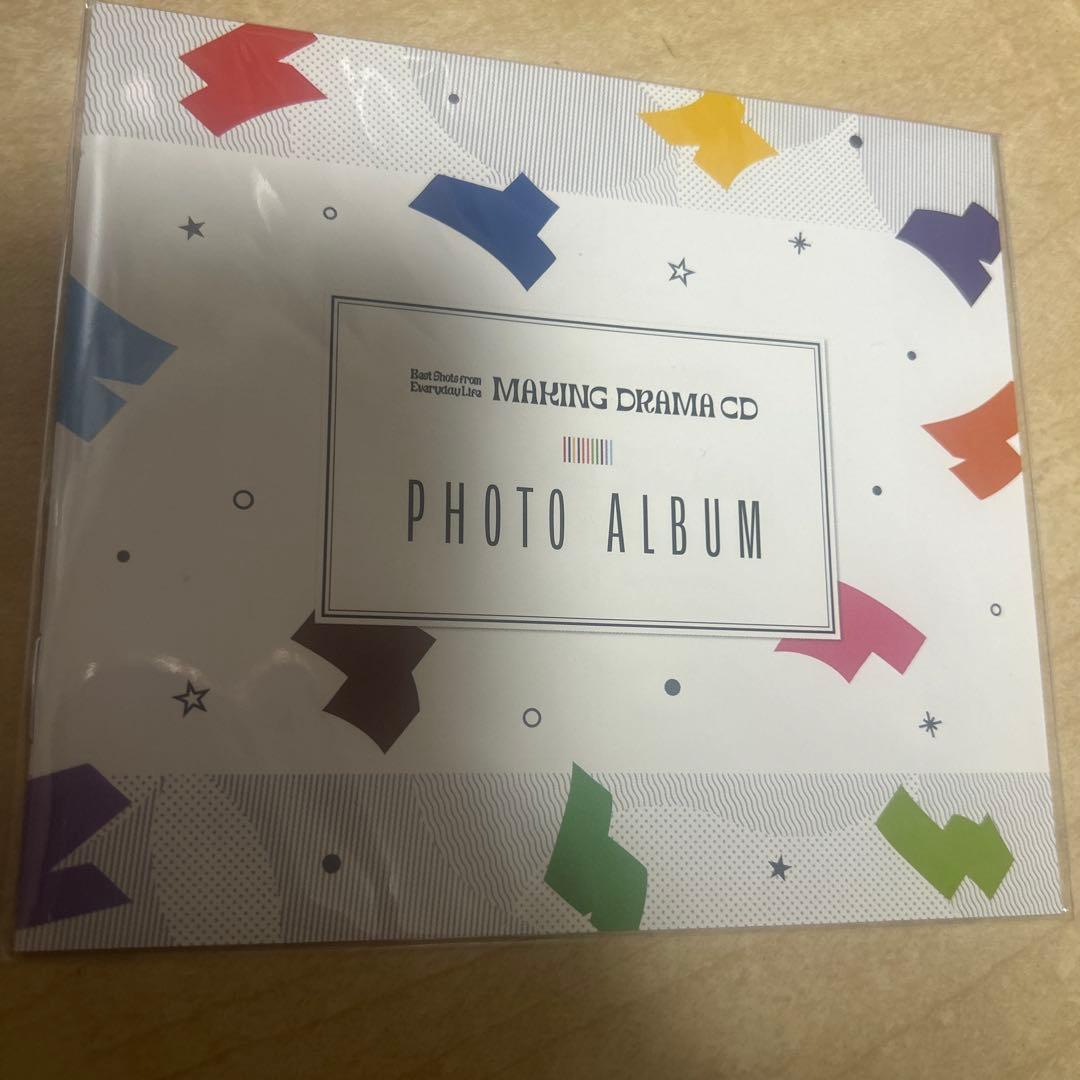 Best Shots from
Everyday Life
MAKING DRAMA CD
PHOTO ALBUM